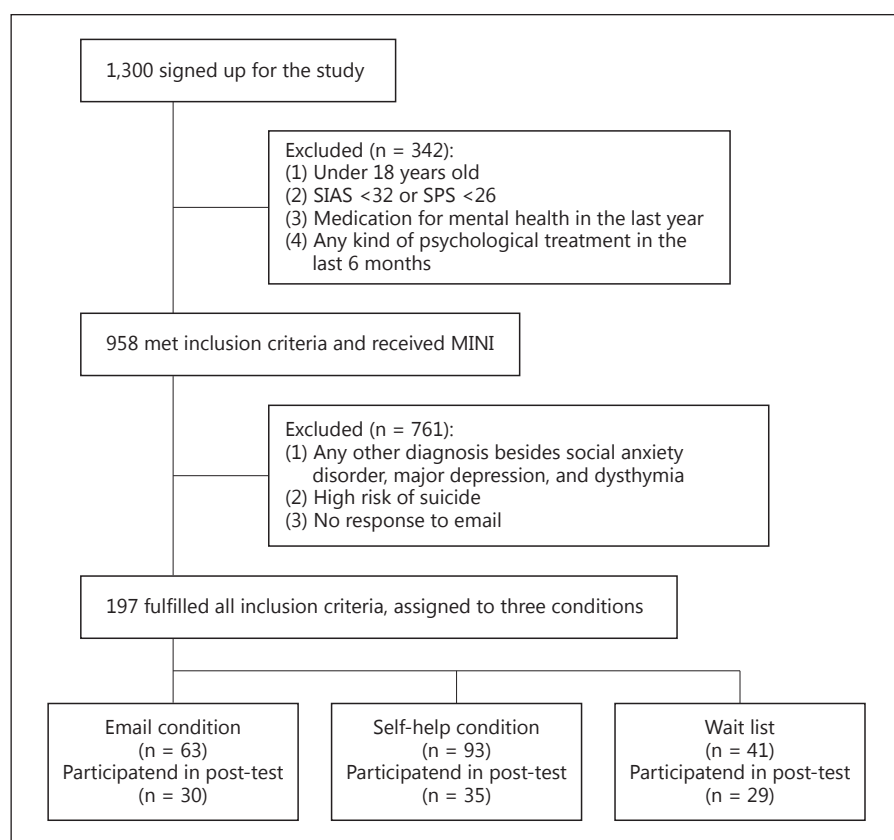 1,300 signed up for the study
Excluded (n = 342):
(1) Under 18 years old
(2) SIAS <32 or SPS <26
(3) Medication for mental health in the last year
(4) Any kind of psychological treatment in the
last 6 months
958 met inclusion criteria and received MINI
Excluded (n = 761):
(1) Any other diagnosis besides social anxiety
disorder, major depression, and dysthymia
(2) High risk of suicide
(3) No response to email
197 fulfilled all inclusion criteria, assigned to three conditions
Email condition
(n = 63)
Participatend in post-test
(n = 30)
Self-help condition
(n = 93)
Participatend in post-test
(n = 35)
Wait list
(n = 41)
Participatend in post-test
(n = 29)